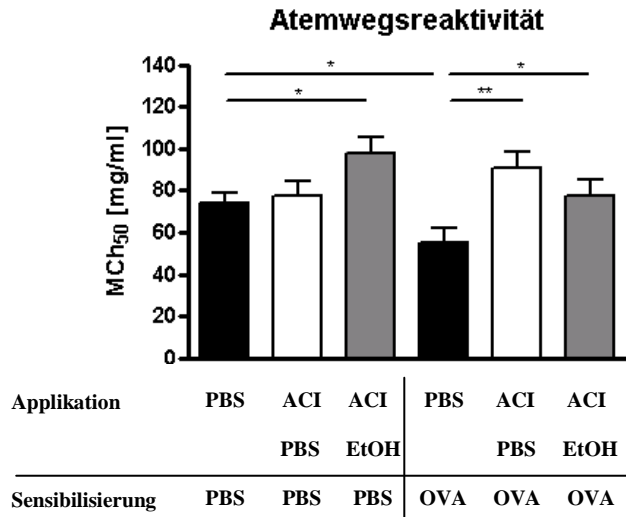 Atemwegsreaktivität
140
120
100
80
60
40
20
0
MCh50 [mg/ml]
* *
* **
Applikation PBS ACI ACI PBS ACI ACI
PBS EtOH PBS EtOH
Sensibilisierung PBS PBS PBS OVA OVA OVA